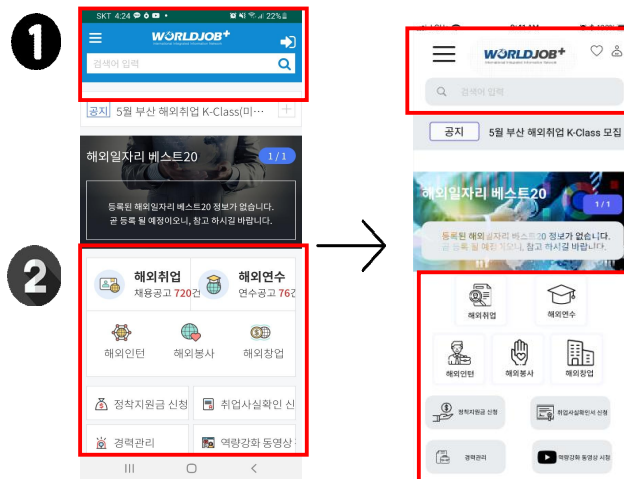 1
SKT 4:24 22%
WORLDJOB+
검색어 입력
공지 5월 부산 해외취업 K-Class(미…
해외일자리 베스트20 1/1
등록된 해외일자리 베스트20 정보가 없습니다.
곧 등록 될 예정이오니, 참고 하시길 바랍니다.
2
해외취업
채용공고 720건
해외연수
연수공고 76건
해외인턴 해외봉사 해외창업
정착지원금 신청 취업사실확인 신
경력관리 역량강화 동영상
WORLDJOB+
International Integrated Information Network
검색어 입력
공지 5월 부산 해외취업 K-Class 모집
해외일자리 베스트20
1/1
등록된 해외일자리 베스트20 정보가 없습니다.
곧 등록 될 예정이오니, 참고 하시길 바랍니다.
해외취업 해외연수
해외인턴 해외봉사 해외창업
정착지원금 신청 취업사실확인서 신청
경력관리 역량강화 동영상 시청